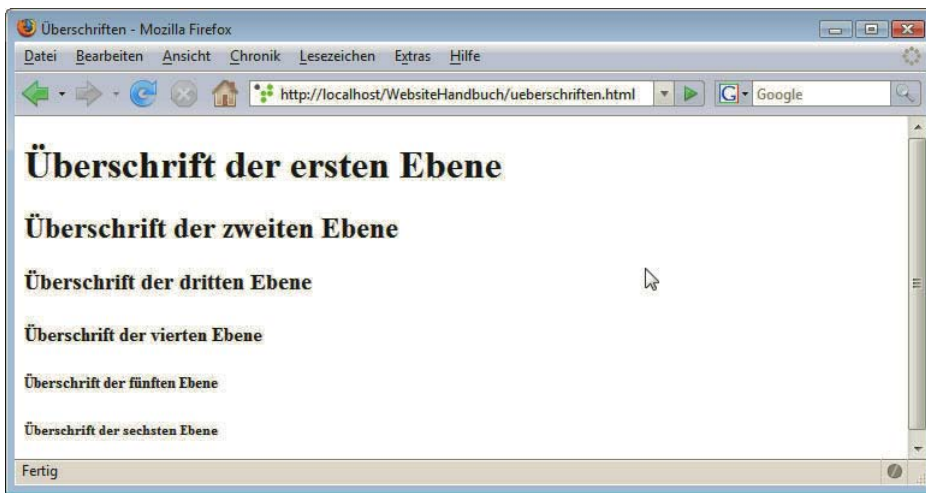 Überschriften - Mozilla Firefox
Datei Bearbeiten Ansicht Chronik Lesezeichen Extras Hilfe
http://localhost/WebsiteHandbuch/ueberschriften.html G Google
Überschrift der ersten Ebene
Überschrift der zweiten Ebene
Überschrift der dritten Ebene
Überschrift der vierten Ebene
Überschrift der fünften Ebene
Überschrift der sechsten Ebene
Fertig